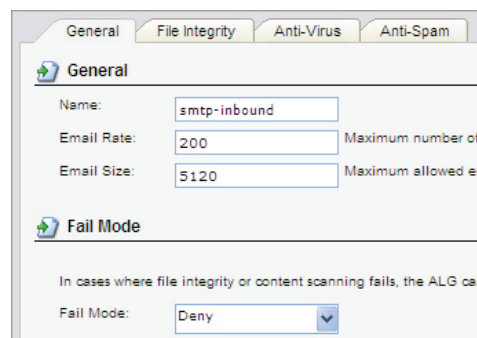 General File Integrity Anti-Virus Anti-Spam
General
Name: smtp-inbound
Email Rate: 200 Maximum number of
Email Size: 5120 Maximum allowed
Fail Mode
In cases where file integrity or content scanning fails, the ALG
Fail Mode: Deny